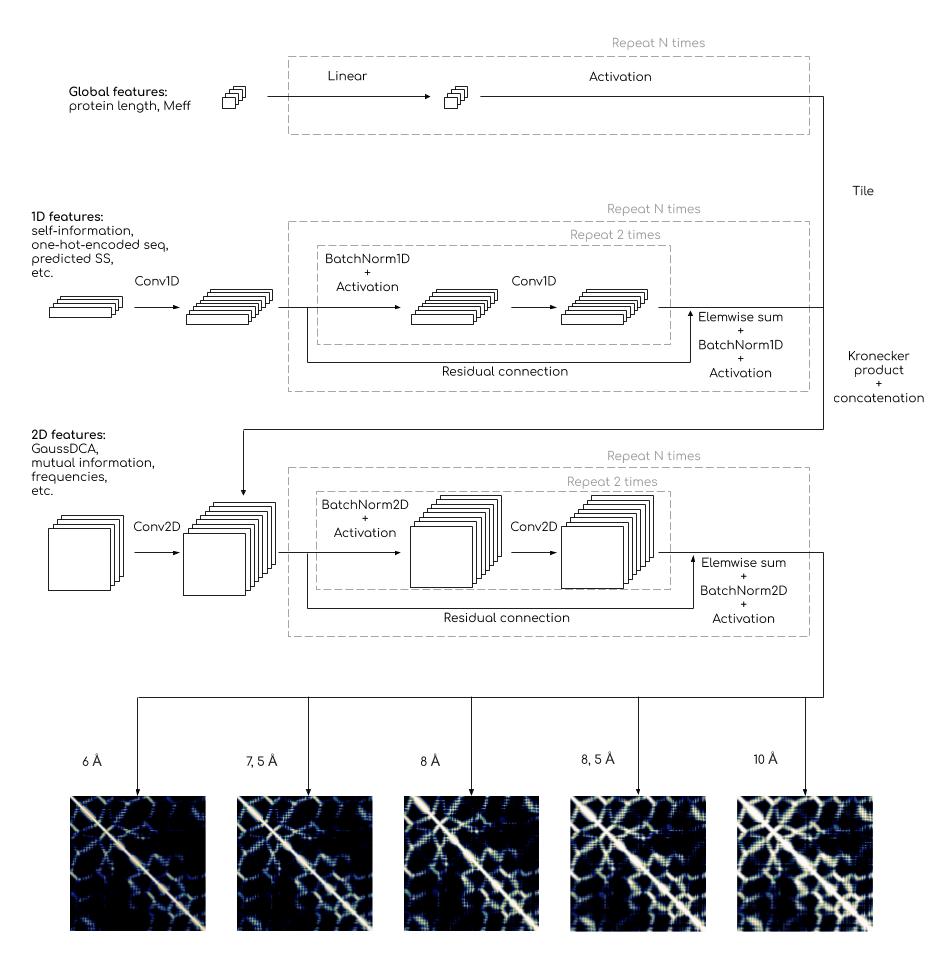 Repeat N times
Linear
Activation
Global features:
protein length, Meff
Tile
Repeat N times
1D features:
self-information,
one-hot-encoded seq,
predicted SS,
etc.
Repeat 2 times
BatchNorm1D
+
Activation
Conv1D
Conv1D
Elemwise sum
+
BatchNorm1D
+
Activation
Residual connection
Kronecker
product
+
concatenation
2D features:
GaussDCA,
mutual information,
frequencies,
etc.
Repeat N times
Repeat 2 times
BatchNorm2D
+
Activation
Conv2D
Conv2D
Elemwise sum
+
BatchNorm2D
+
Activation
Residual connection
6 Å
7, 5 Å
8 Å
8, 5 Å
10 Å